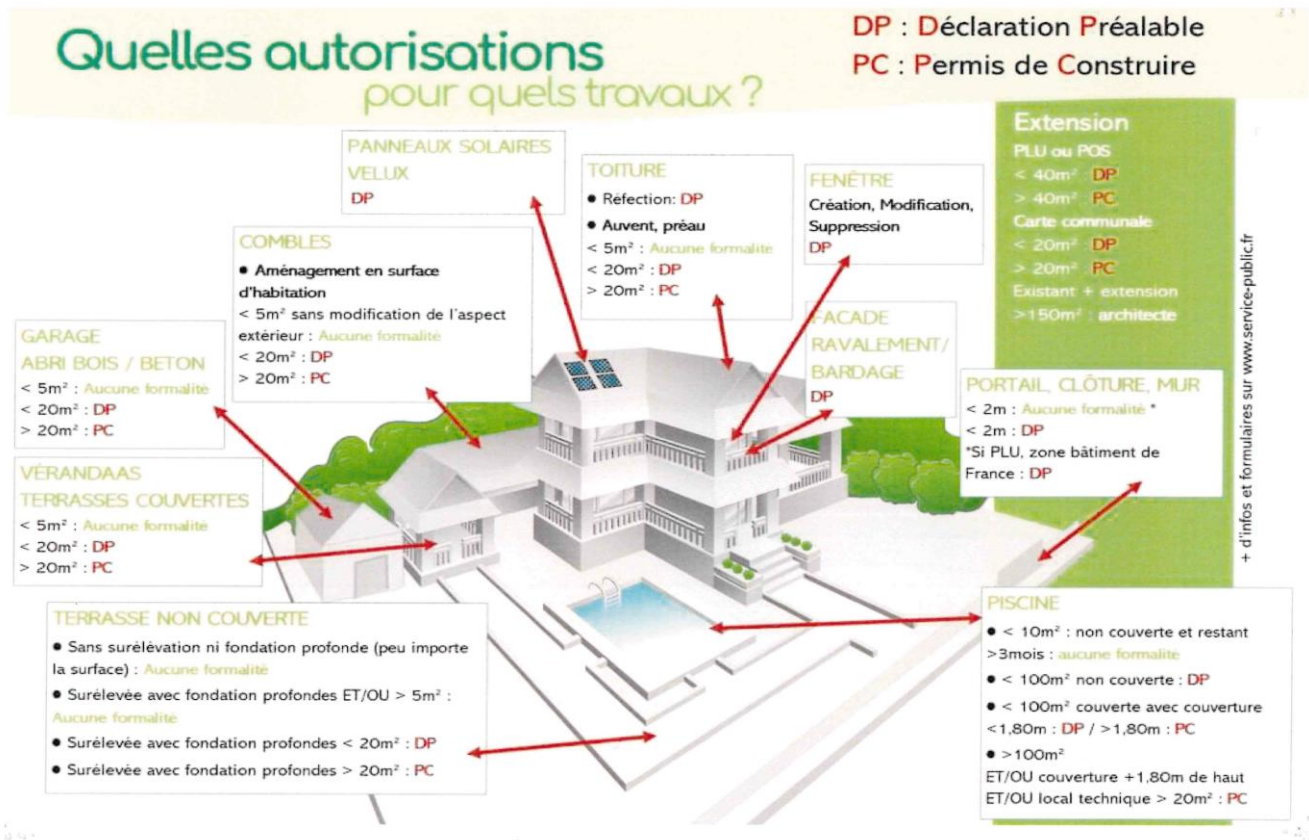 Quelles autorisations
pour quels travaux ?
DP : Déclaration Préalable
PC : Permis de Construire
PANNEAUX SOLAIRES
VELUX
DP
TOITURE
• Réfection: DP
• Auvent, préau
< 5m² : Aucune formalité
< 20m² : DP
> 20m² : PC
FENÊTRE
Création, Modification,
Suppression
DP
Extension
PLU ou POS
< 40m² : DP
> 40m² : PC
Carte communale
< 20m² : DP
> 20m² : PC
Existant + extension
>150m² : architecte
COMBLES
• Aménagement en surface
d'habitation
< 5m² sans modification de l'aspect
extérieur : Aucune formalité
< 20m² : DP
> 20m² : PC
GARAGE
ABRI BOIS / BETON
< 5m² : Aucune formalité
< 20m² : DP
> 20m² : PC
FACADE
RAVALEMENT/
BARDAGE
DP
PORTAIL, CLÔTURE, MUR
< 2m : Aucune formalité *
< 2m : DP
*Si PLU, zone bâtiment de
France : DP
+ d'infos et formulaires sur www.service-public.fr
VÉRANDAAS
TERRASSES COUVERTES
< 5m² : Aucune formalité
< 20m² : DP
> 20m² : PC
TERRASSE NON COUVERTE
• Sans surélévation ni fondation profonde (peu importe
la surface) : Aucune formalité
• Surélevée avec fondation profondes ET/OU > 5m² :
Aucune formalité
• Surélevée avec fondation profondes < 20m² : DP
• Surélevée avec fondation profondes > 20m² : PC
PISCINE
• < 10m² : non couverte et restant
>3mois : aucune formalité
• < 100m² non couverte : DP
• < 100m² couverte avec couverture
<1,80m : DP / >1,80m : PC
• >100m²
ET/OU couverture +1,80m de haut
ET/OU local technique > 20m² : PC